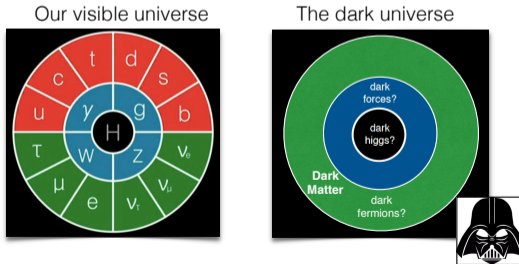 Our visible universe
The dark universe
t d
c s
u b
γ g
H
W Z
τ νe
μ νμ
e ντ
dark
forces?
dark
higgs?
Dark
Matter
dark
fermions?